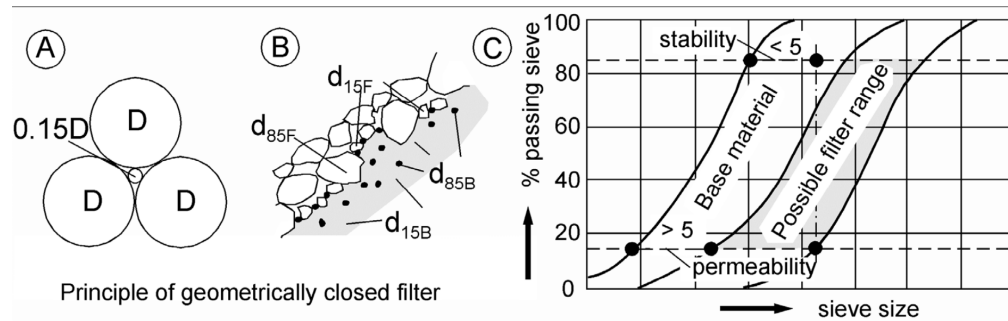 A
D
0.15D
D
D
B
d15F
d85F
d85B
d15B
Principle of geometrically closed filter
C
% passing sieve
100
80
60
40
20
0
stability
< 5
Base material
Possible filter range
> 5
permeability
sieve size